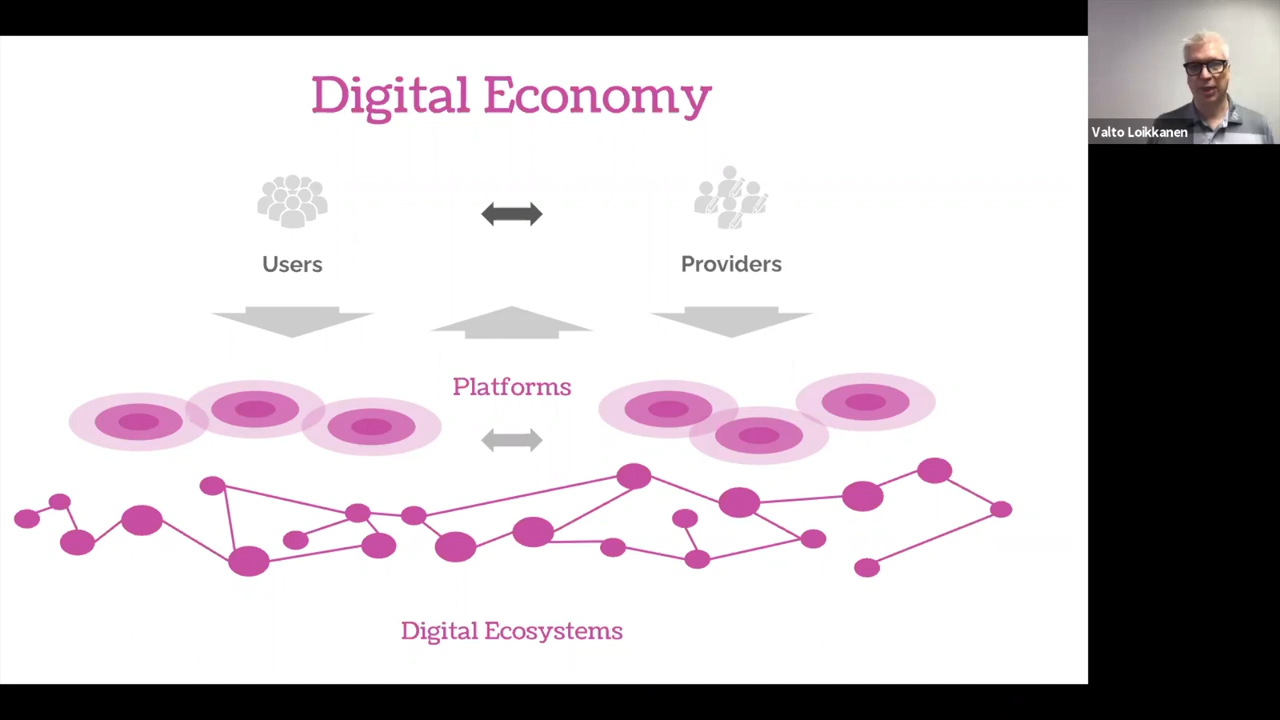 Digital Economy
Valto Loikkanen
Users
Providers
Platforms
Digital Ecosystems